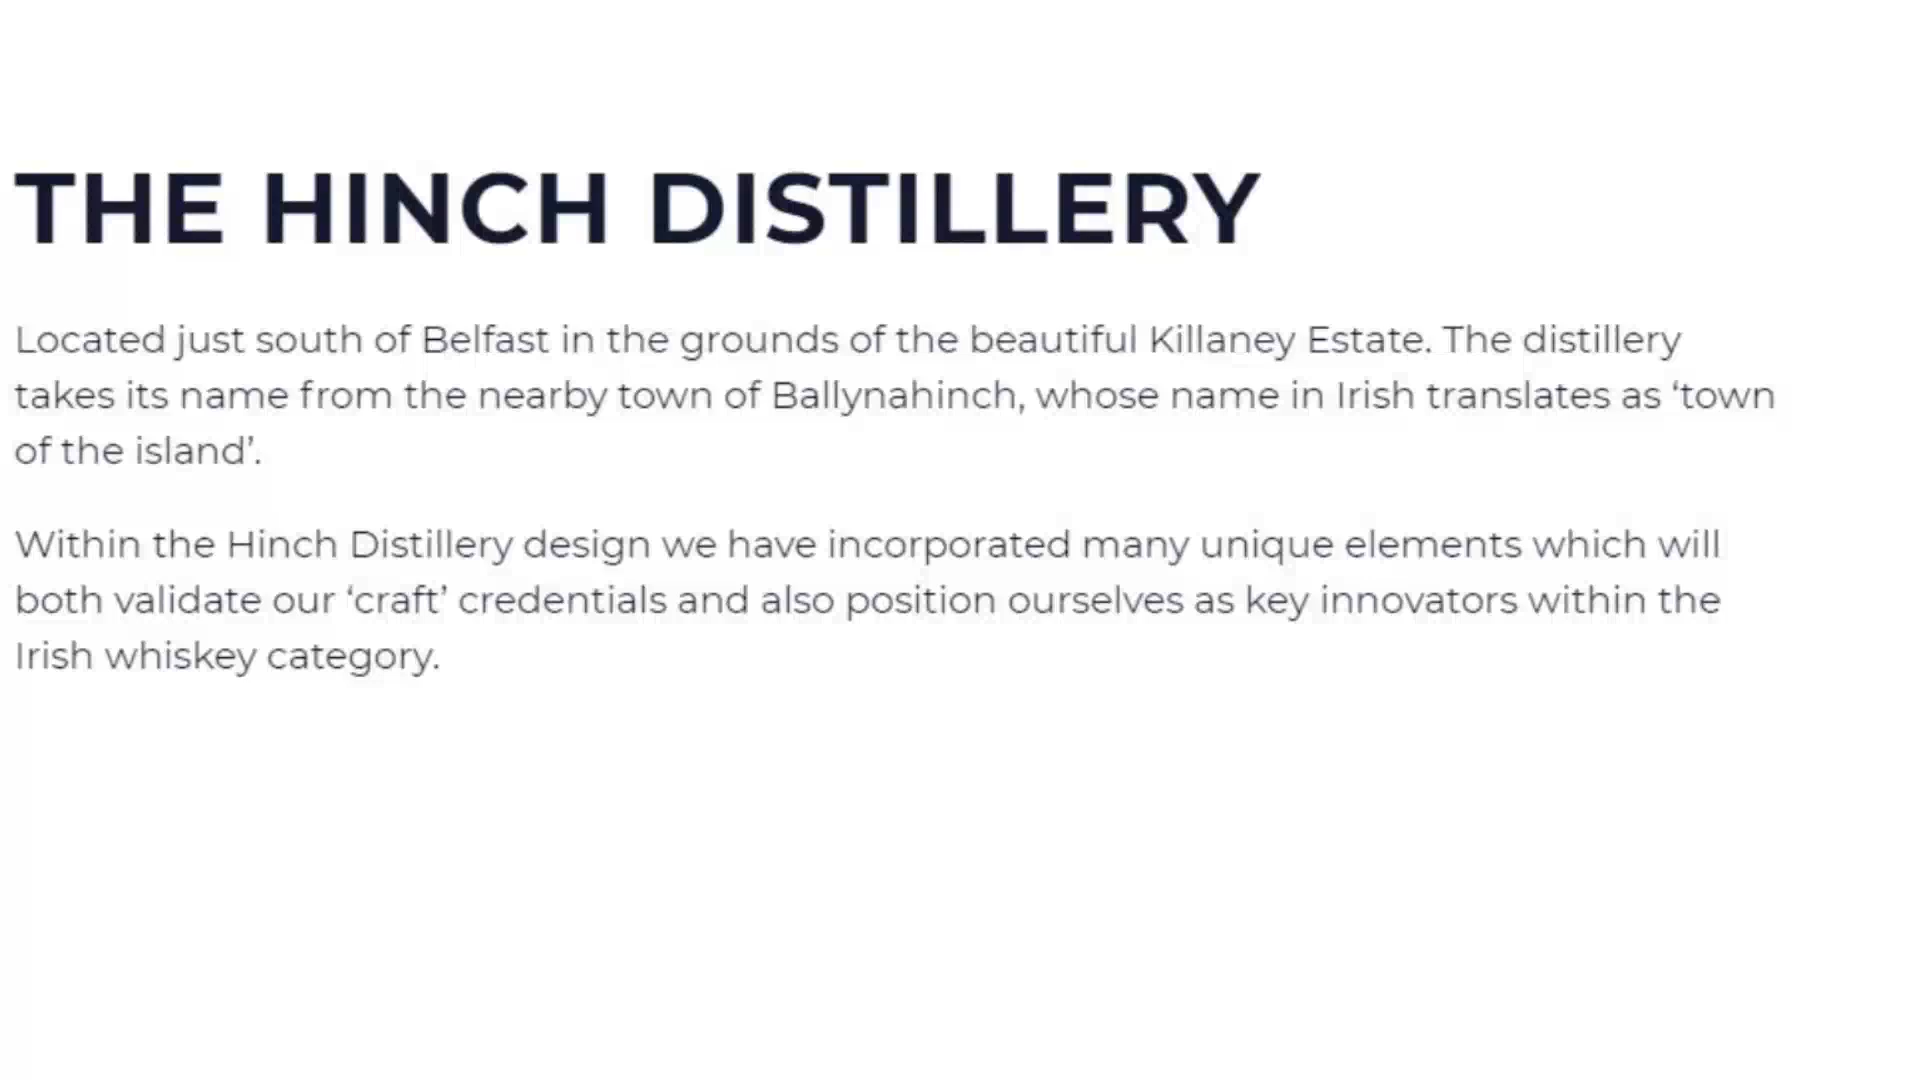 THE HINCH DISTILLERY
Located just south of Belfast in the grounds of the beautiful Killaney Estate. The distillery
takes its name from the nearby town of Ballynahinch, whose name in Irish translates as ‘town
of the island’.
Within the Hinch Distillery design we have incorporated many unique elements which will
both validate our ‘craft’ credentials and also position ourselves as key innovators within the
Irish whiskey category.